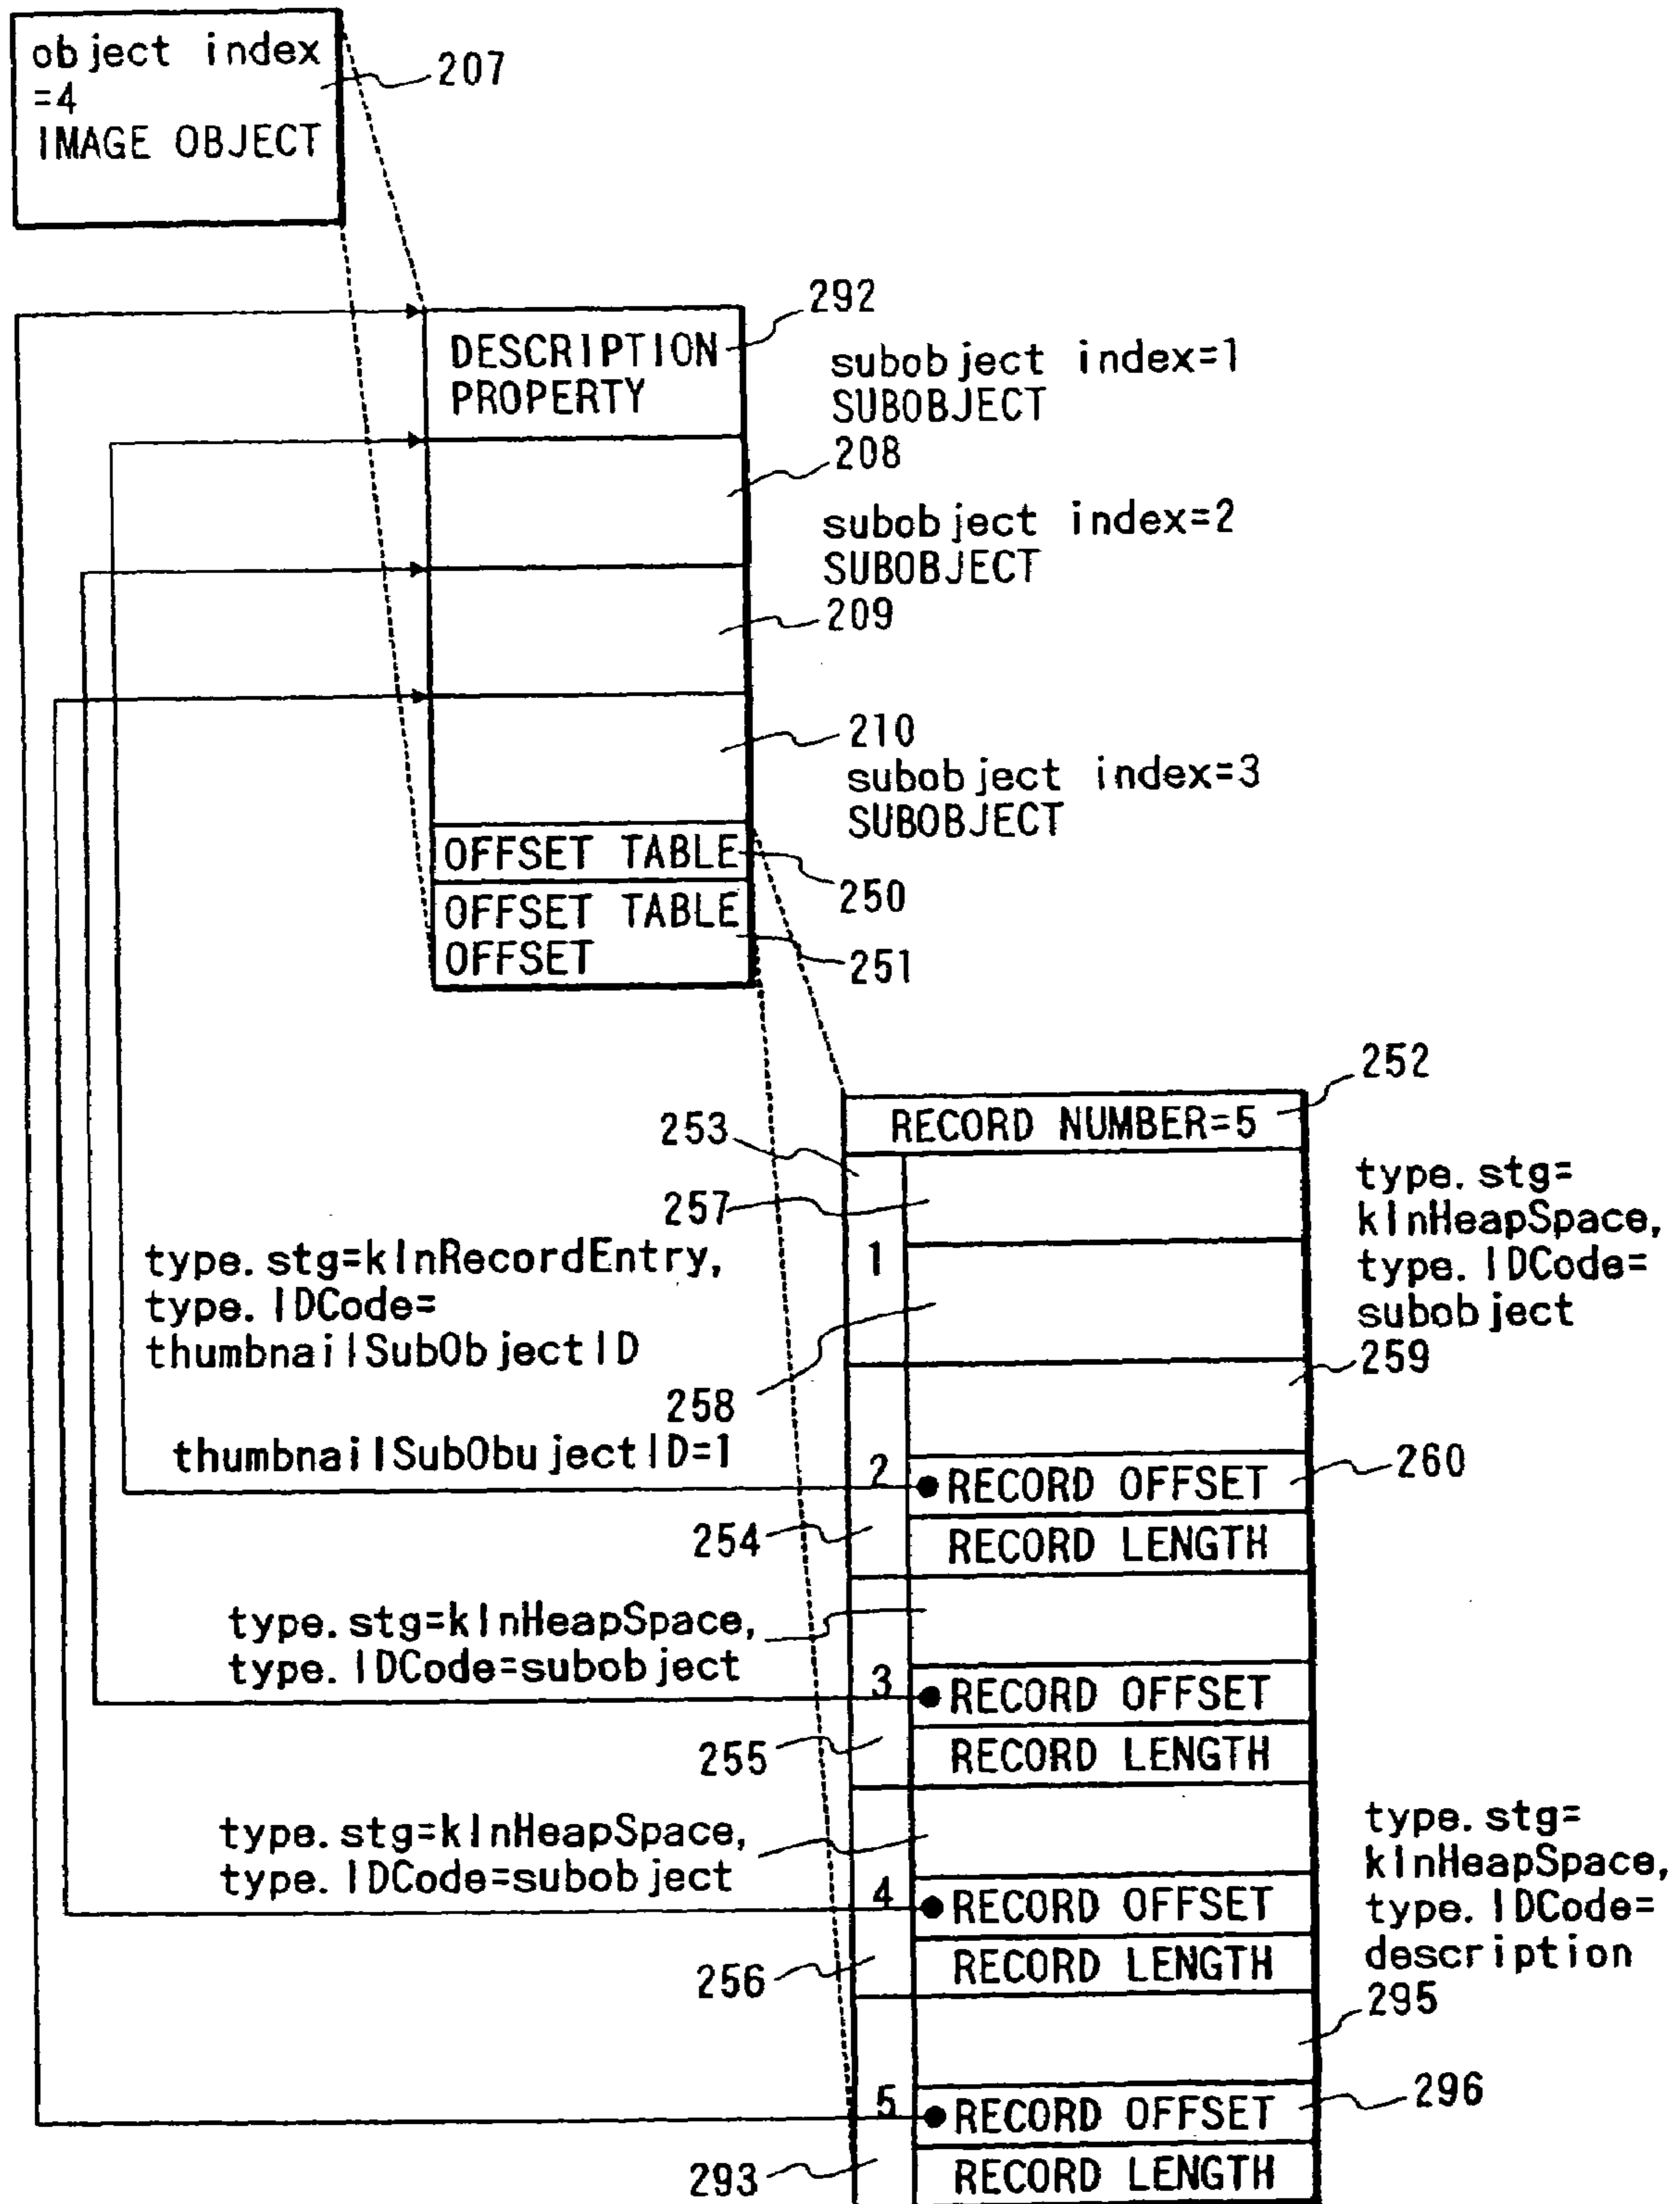 object index
=4
IMAGE OBJECT
207
292
DESCRIPTION
PROPERTY
subobject index=1
SUBOBJECT
208
subobject index=2
SUBOBJECT
209
210
subobject index=3
SUBOBJECT
OFFSET TABLE
250
OFFSET TABLE
OFFSET
251
252
RECORD NUMBER=5
253
257
type.stg=
kInHeapSpace,
type.IDCode=
subobject
1
type.stg=kInRecordEntry,
type.IDCode=
thumbnailSubObjectID
258
259
thumbnailSubObujectID=1
2
RECORD OFFSET
260
254
RECORD LENGTH
type.stg=kInHeapSpace,
type.IDCode=subobject
3
RECORD OFFSET
255
RECORD LENGTH
type.stg=kInHeapSpace,
type.IDCode=subobject
type.stg=
kInHeapSpace,
type.IDCode=
description
4
RECORD OFFSET
256
RECORD LENGTH
295
5
RECORD OFFSET
296
293
RECORD LENGTH